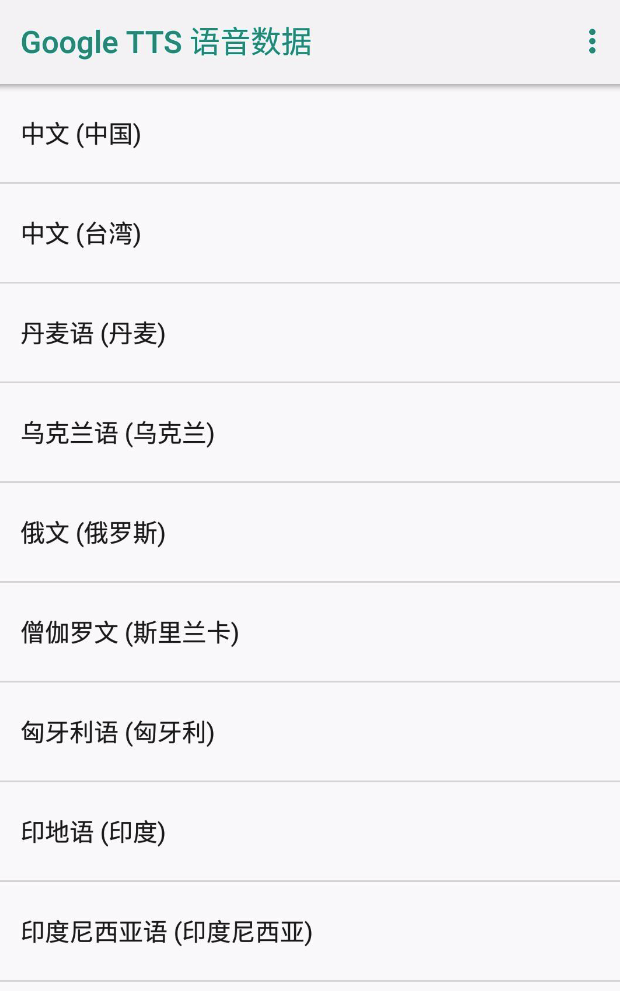 Google TTS 语音数据
中文 (中国)
中文 (台湾)
丹麦语 (丹麦)
乌克兰语 (乌克兰)
俄文 (俄罗斯)
僧伽罗文 (斯里兰卡)
匈牙利语 (匈牙利)
印地语 (印度)
印度尼西亚语 (印度尼西亚)